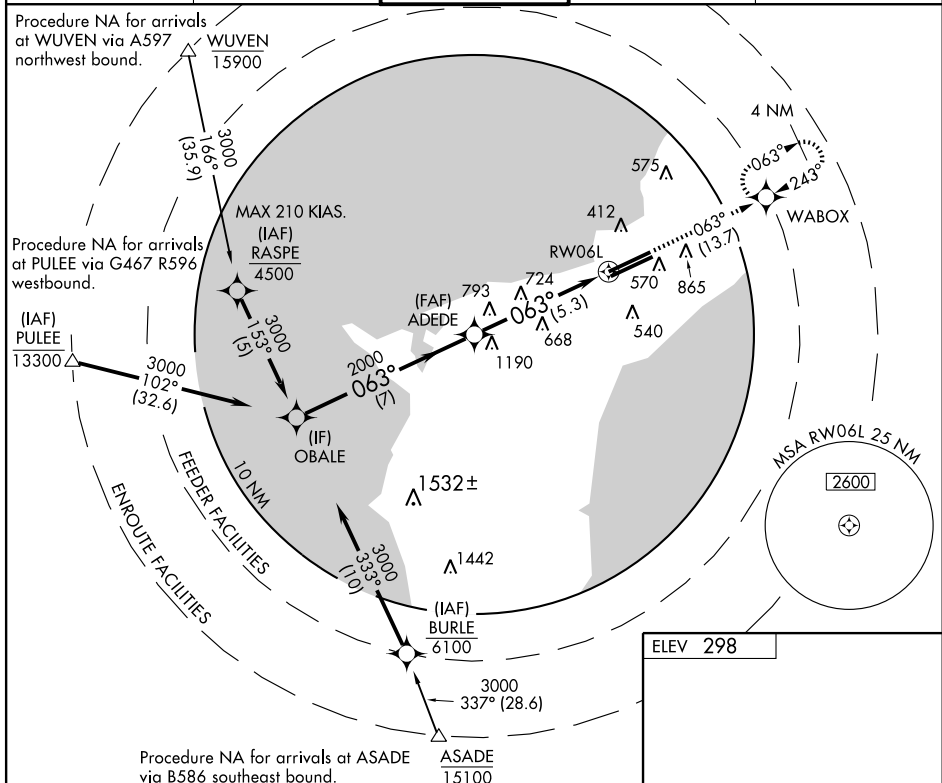 Procedure NA for arrivals
at WUVEN via A597
northwest bound.
WUVEN
15900
3000
166°
(35.9)
4 NM
063°
243°
WABOX
063°
(13.7)
575
412
RW06L
570
865
540
MAX 210 KIAS.
(IAF)
RASPE
4500
Procedure NA for arrivals
at PULEE via G467 R596
westbound.
(IAF)
PULEE
13300
3000
102°
(32.6)
3000
153°
(5)
(FAF)
ADEDE
793
724
063°
(5.3)
668
1190
2000
063°
(7)
(IF)
OBALE
10 NM
FEEDER FACILITIES
ENROUTE FACILITIES
1532±
1442
3000
333°
(10)
(IAF)
BURLE
6100
3000
337° (28.6)
ASADE
15100
Procedure NA for arrivals at ASADE
via B586 southeast bound.
MSA RW06L 25 NM
2600
ELEV 298